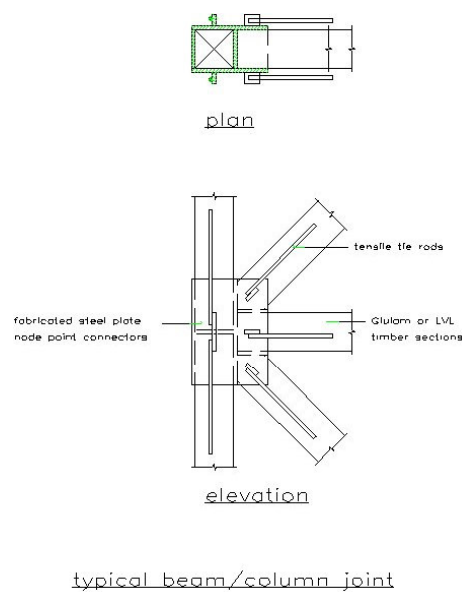 plan
tensile tie rods
fabricated steel plate
node point connectors
Glulam or LVL
timber sections
elevation
typical beam/column joint